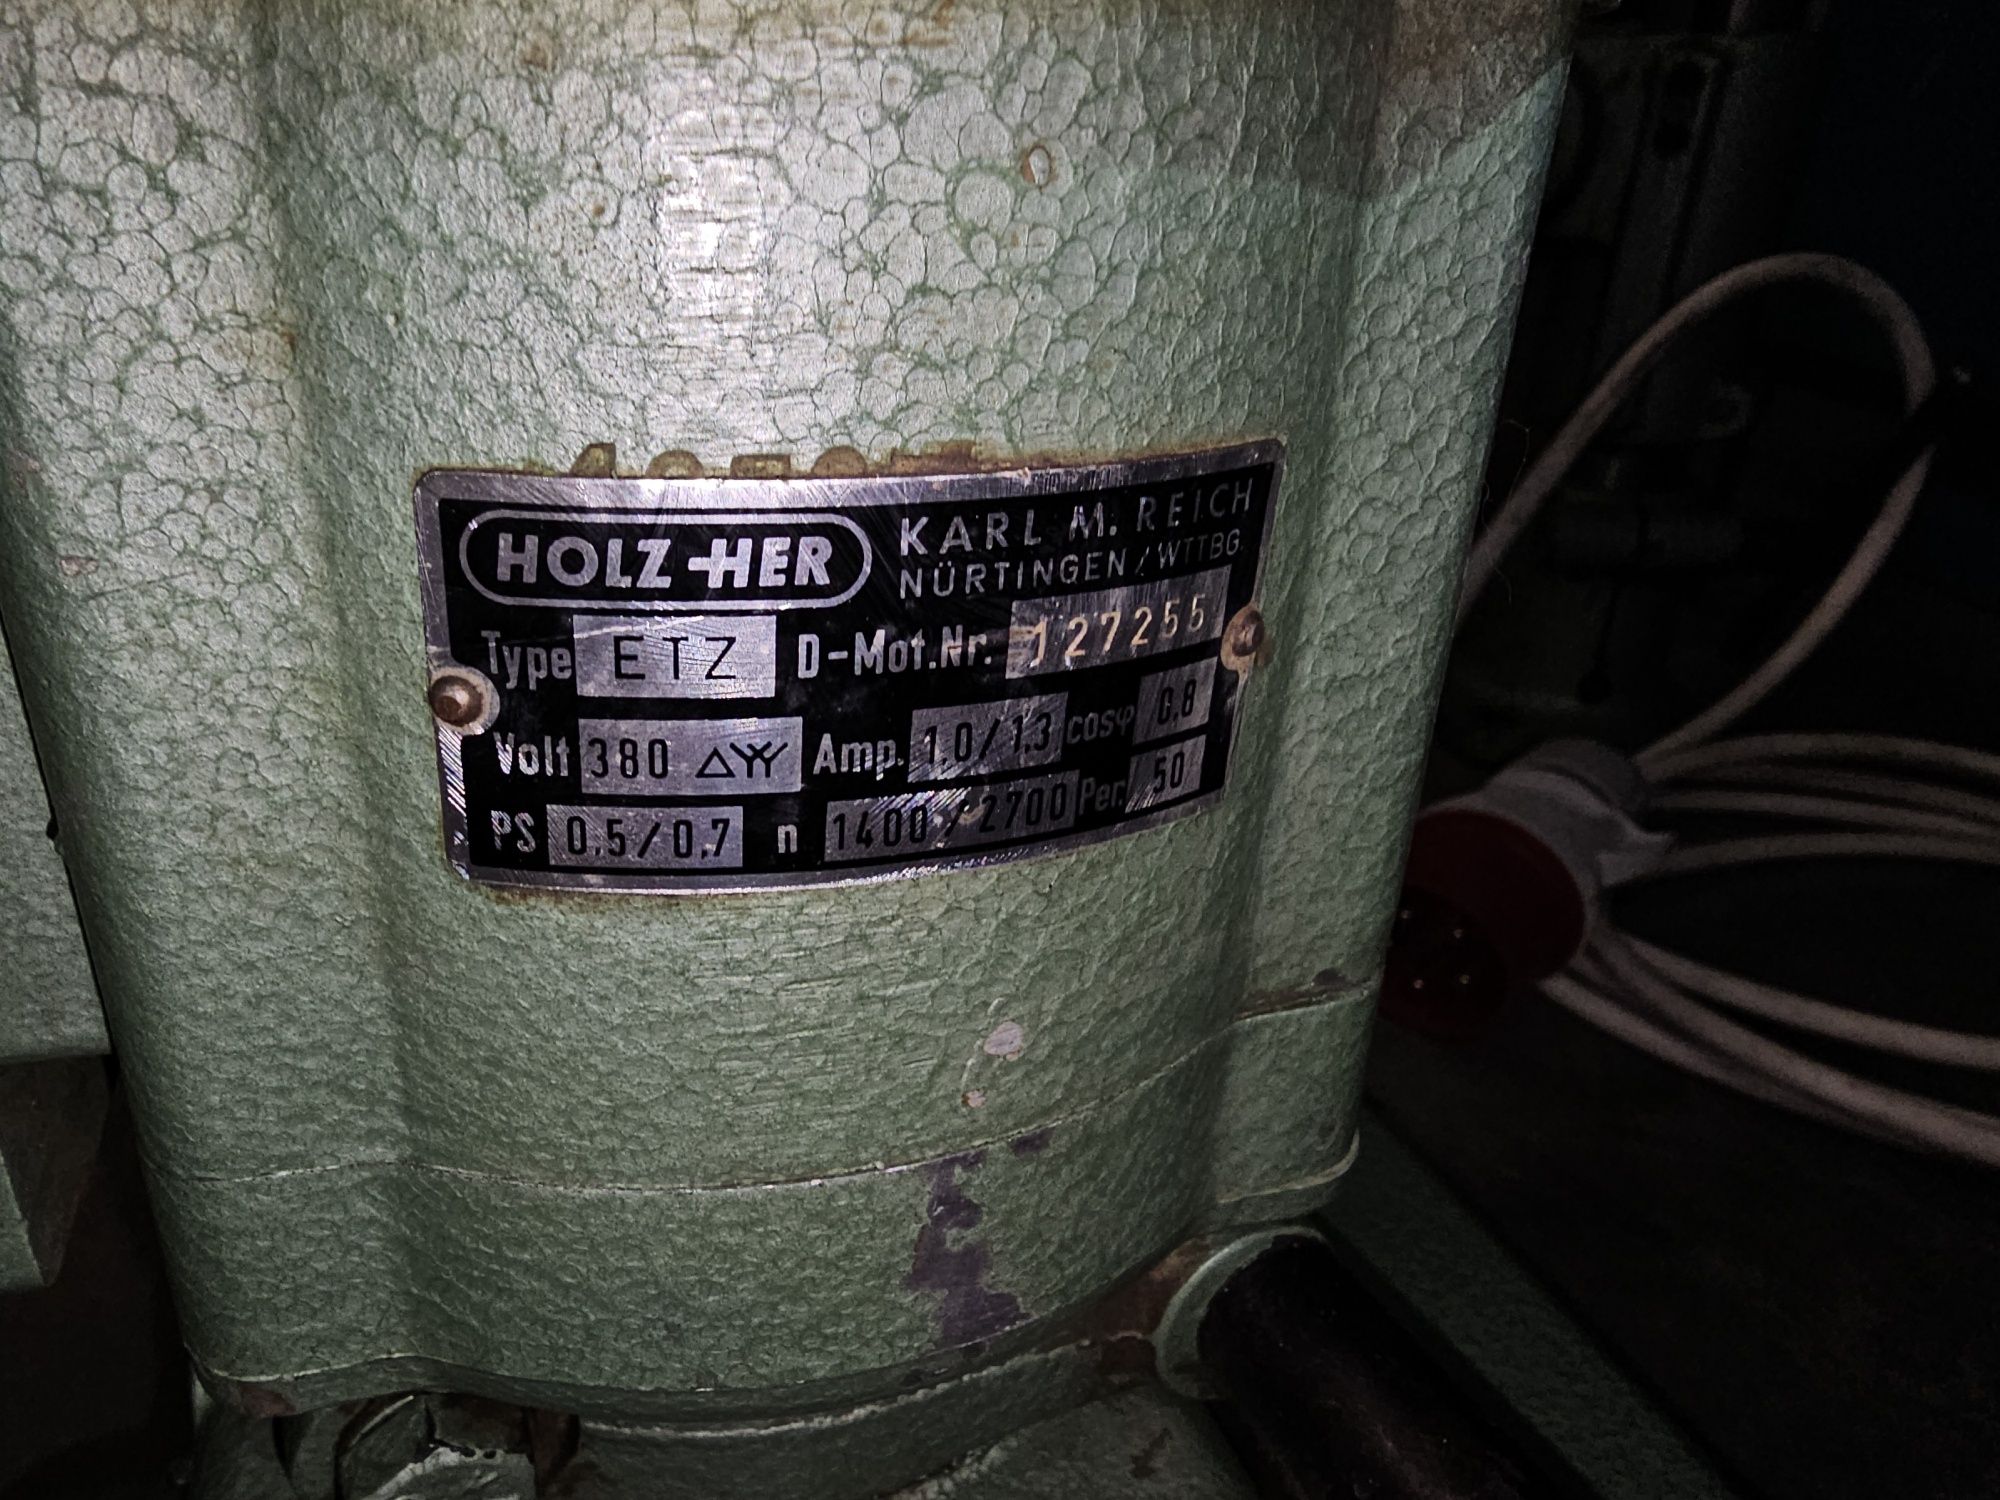 HOLZ-HER
KARL M. REICH
NÜRTINGEN / WTTBG.
Type ETZ D-Mot.Nr. 127255
Volt 380 △YY Amp. 1,0/1,3 cosφ 0,8
PS 0,5/0,7 n 1400/2700 Per. 50